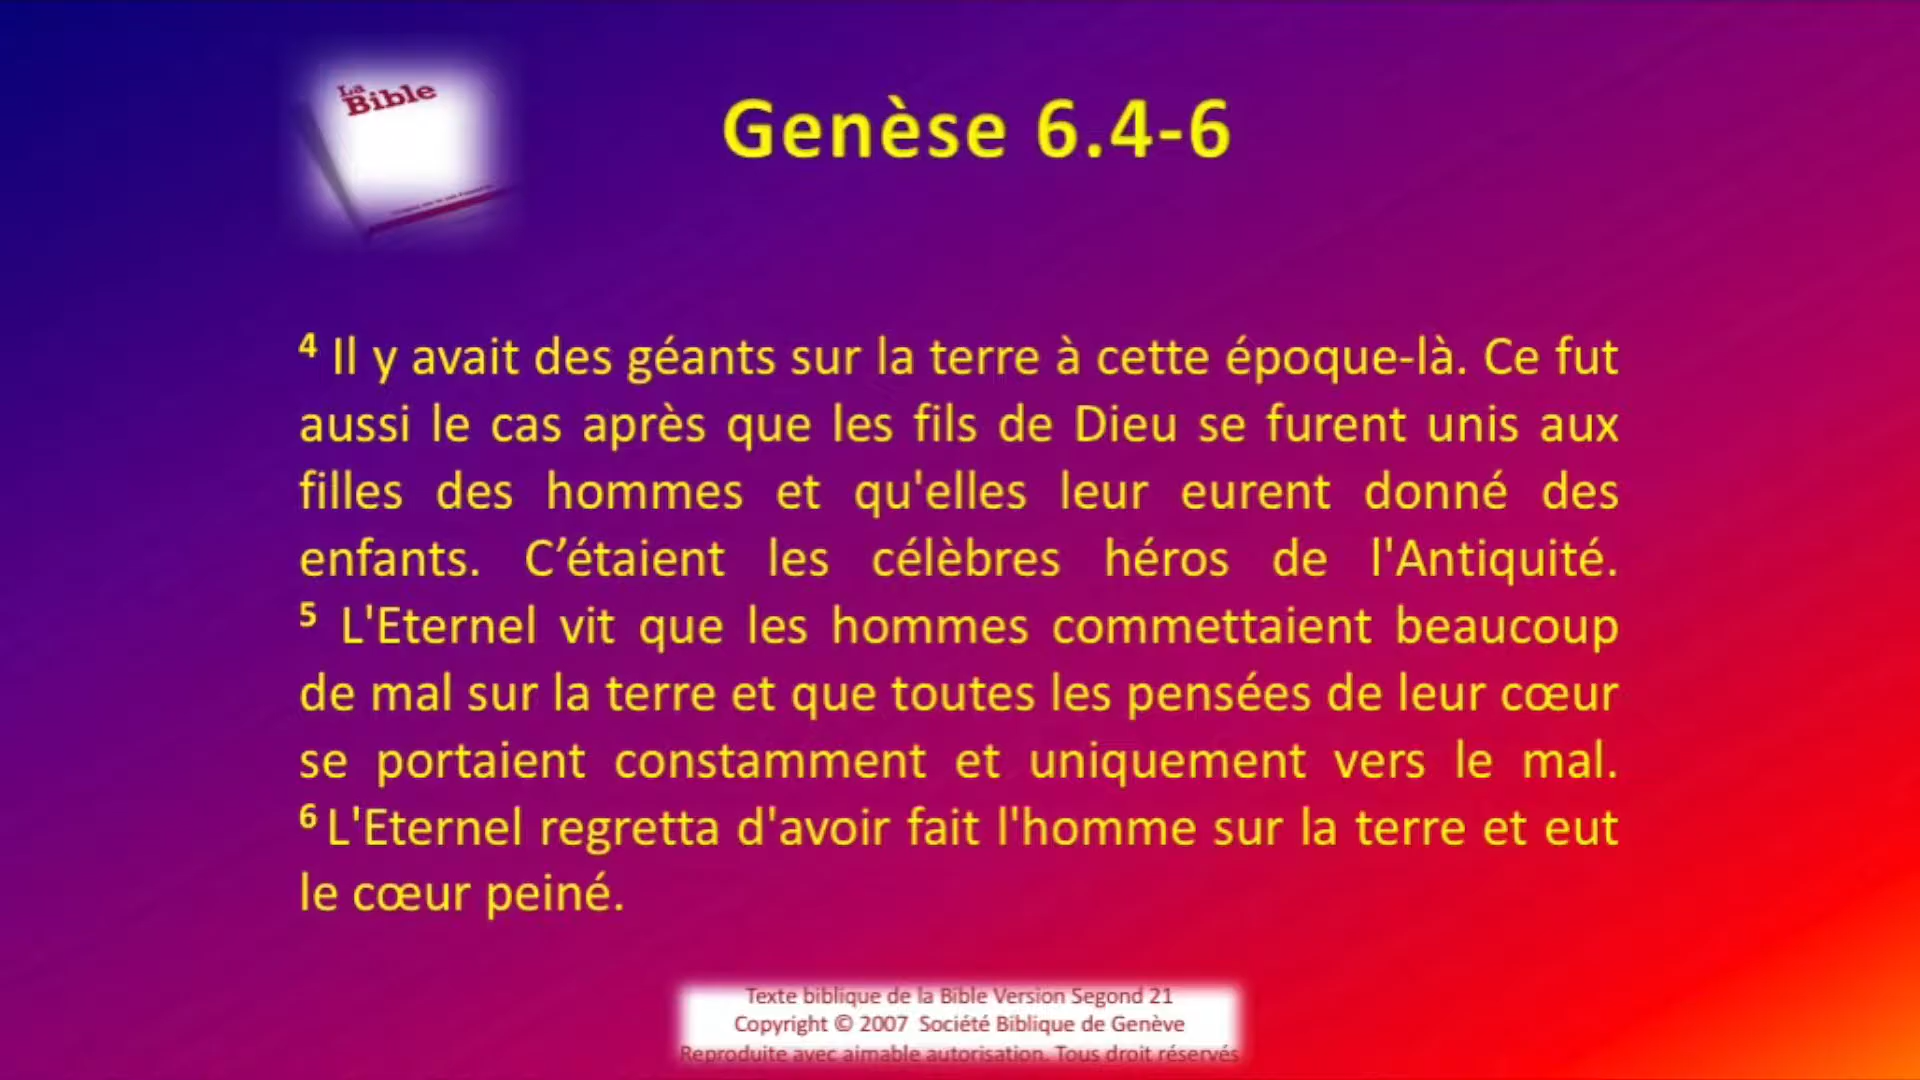 La
Bible
Genèse 6.4-6
4 Il y avait des géants sur la terre à cette époque-là. Ce fut
aussi le cas après que les fils de Dieu se furent unis aux
filles des hommes et qu'elles leur eurent donné des
enfants. C’étaient les célèbres héros de l'Antiquité.
5 L'Eternel vit que les hommes commettaient beaucoup
de mal sur la terre et que toutes les pensées de leur cœur
se portaient constamment et uniquement vers le mal.
6 L'Eternel regretta d'avoir fait l'homme sur la terre et eut
le cœur peiné.
Texte biblique de la Bible Version Segond 21
Copyright © 2007 Société Biblique de Genève
Reproduite avec aimable autorisation. Tous droit réservés